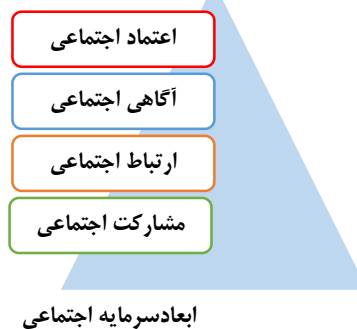 اعتماد اجتماعی
آگاهی اجتماعی
ارتباط اجتماعی
مشارکت اجتماعی
ابعادسرمایه اجتماعی